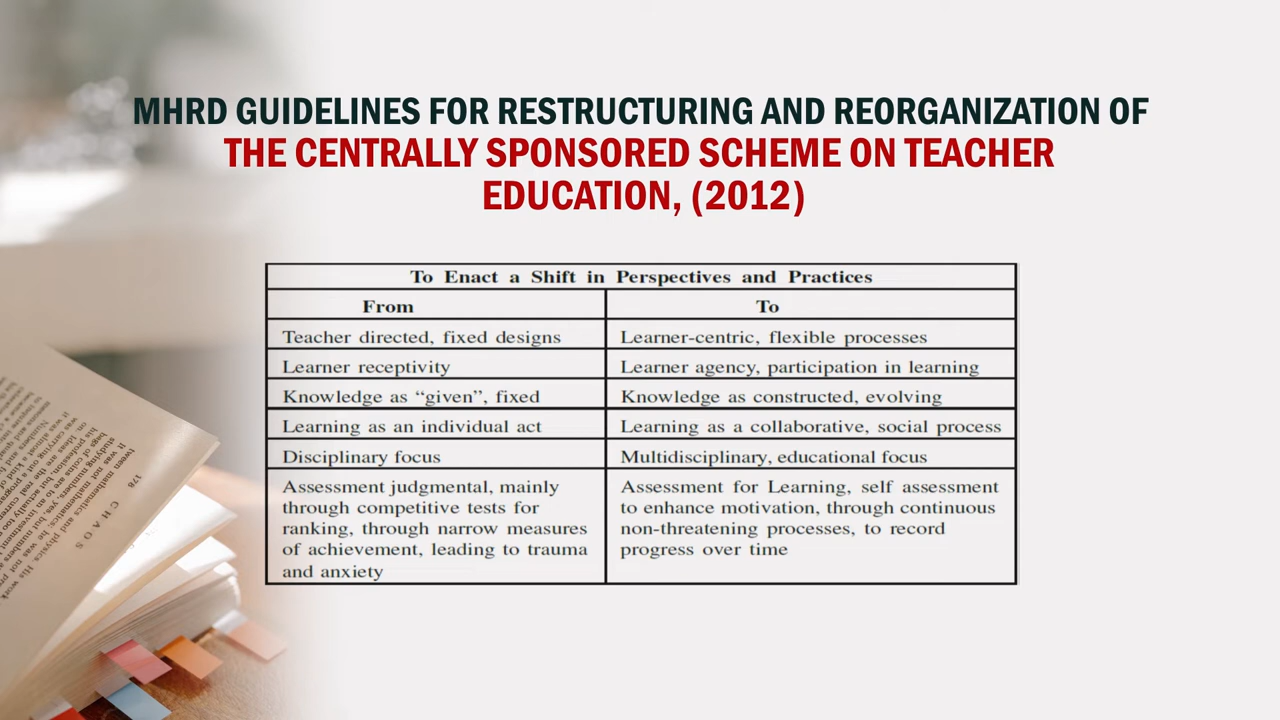 MHRD GUIDELINES FOR RESTRUCTURING AND REORGANIZATION OF
THE CENTRALLY SPONSORED SCHEME ON TEACHER
EDUCATION, (2012)
To Enact a Shift in Perspectives and Practices
From To
Teacher directed, fixed designs Learner-centric, flexible processes
Learner receptivity Learner agency, participation in learning
Knowledge as “given”, fixed Knowledge as constructed, evolving
Learning as an individual act Learning as a collaborative, social process
Disciplinary focus Multidisciplinary, educational focus
Assessment judgmental, mainly
through competitive tests for
ranking, through narrow measures
of achievement, leading to trauma
and anxiety
Assessment for Learning, self assessment
to enhance motivation, through continuous
non-threatening processes, to record
progress over time
178
CHAOS